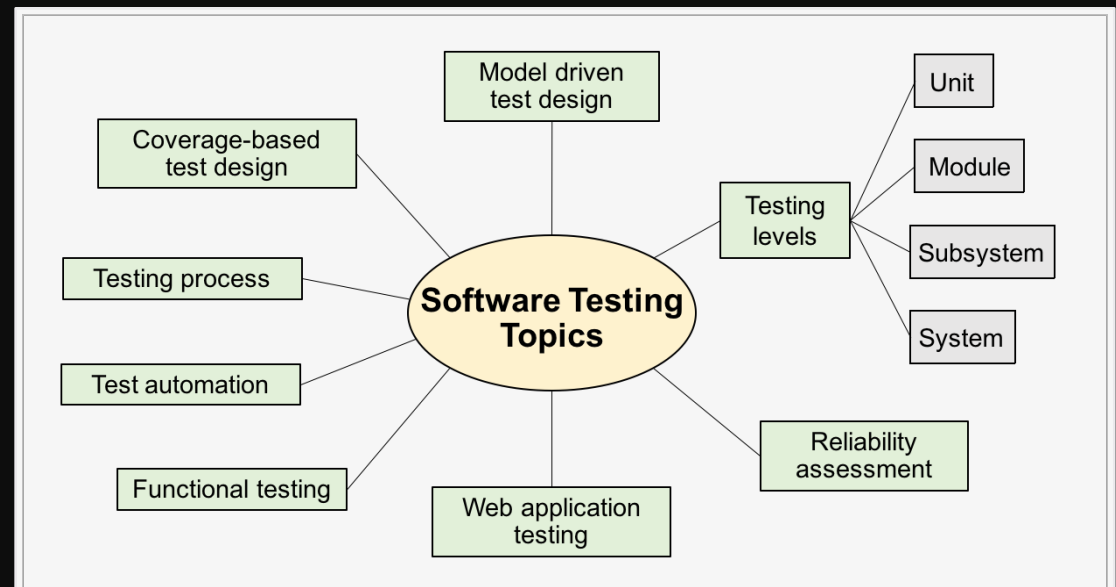 Model driven
test design
Unit
Coverage-based
test design
Module
Testing
levels
Subsystem
Testing process
Software Testing
Topics
System
Test automation
Reliability
assessment
Functional testing
Web application
testing